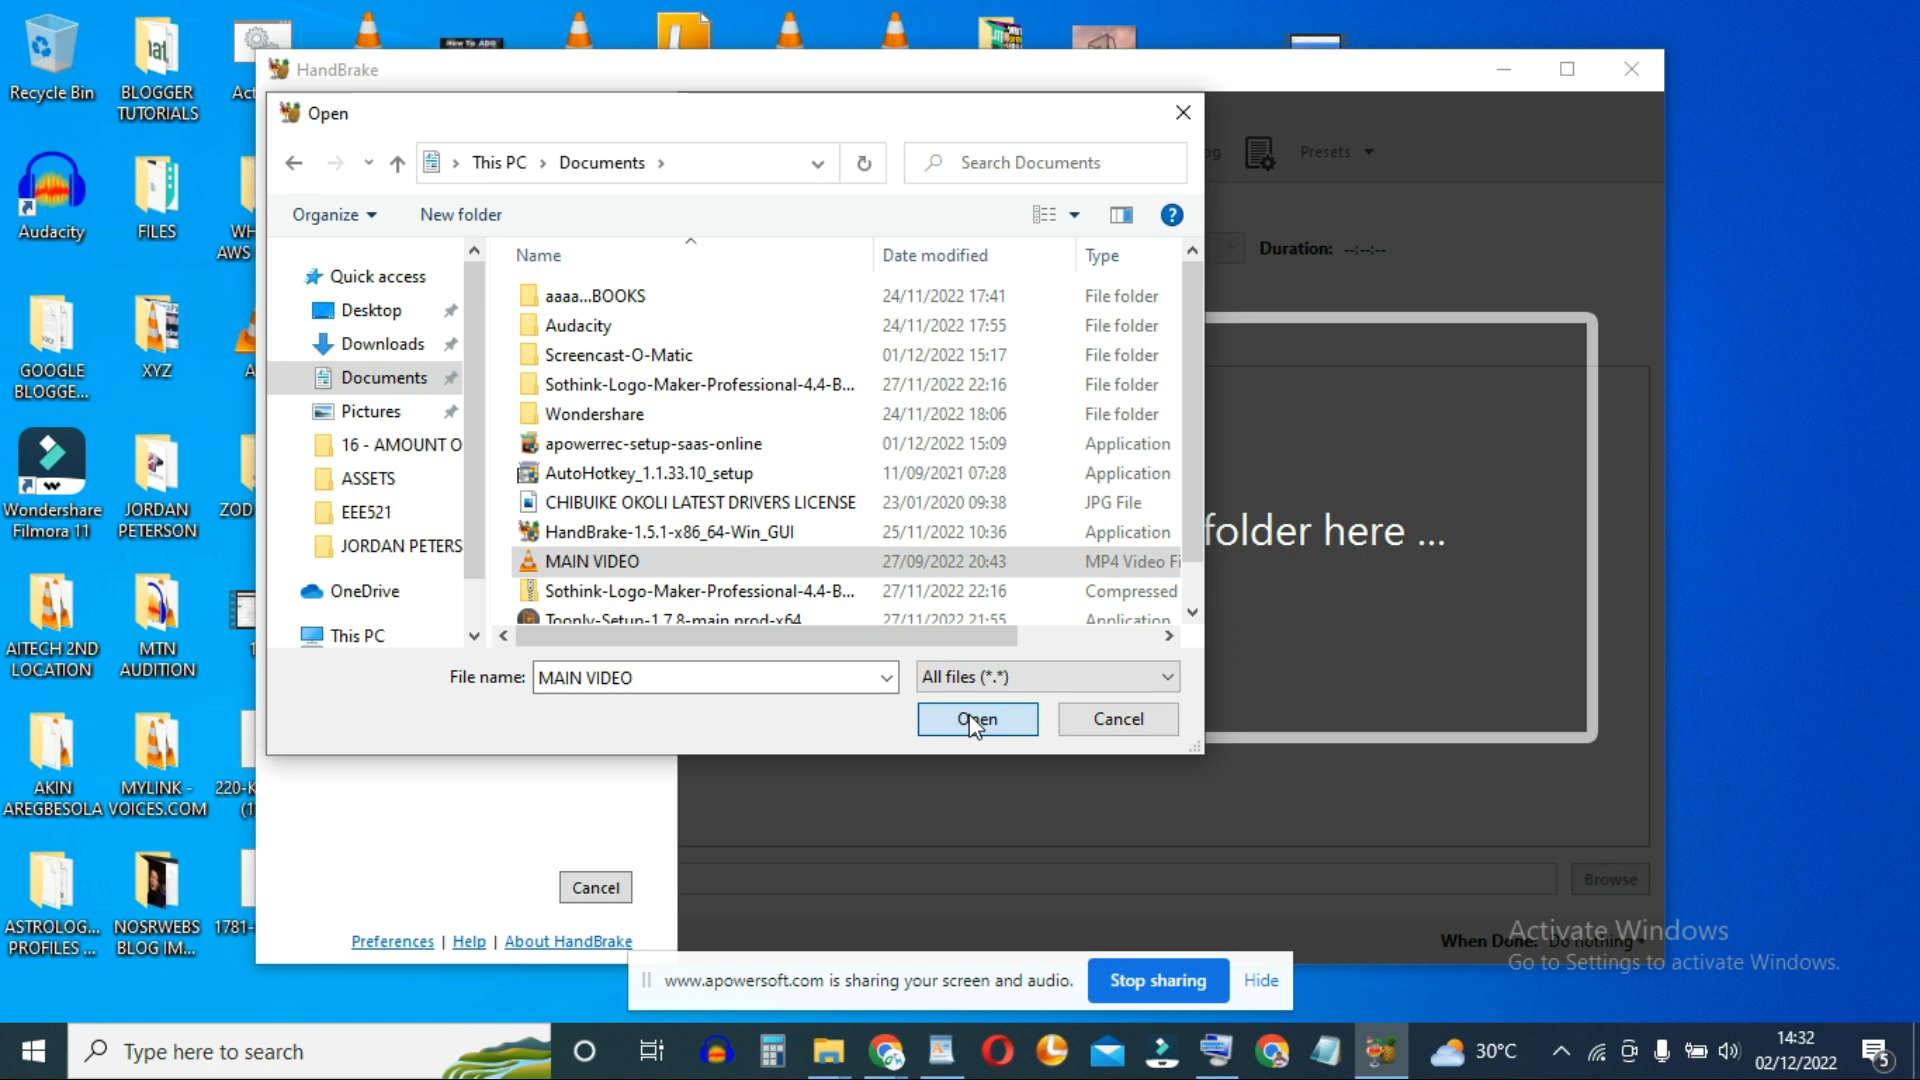 Recycle Bin
BLOGGER
TUTORIALS
Act
How To ADD
HandBrake
Open
This PC
Documents
Search Documents
Presets
Organize
New folder
Duration: --:--:--
Audacity
FILES
WH
AWS
Name
Date modified
Type
Quick access
Desktop
Downloads
Documents
Pictures
16 - AMOUNT O
ASSETS
EEE521
JORDAN PETERS
OneDrive
This PC
aaaa...BOOKS 24/11/2022 17:41 File folder
Audacity 24/11/2022 17:55 File folder
Screencast-O-Matic 01/12/2022 15:17 File folder
Sothink-Logo-Maker-Professional-4.4-B... 27/11/2022 22:16 File folder
Wondershare 24/11/2022 18:06 File folder
apowerrec-setup-saas-online 01/12/2022 15:09 Application
AutoHotkey_1.1.33.10_setup 11/09/2021 07:28 Application
CHIBUIKE OKOLI LATEST DRIVERS LICENSE 23/01/2020 09:38 JPG File
HandBrake-1.5.1-x86_64-Win_GUI 25/11/2022 10:36 Application
MAIN VIDEO 27/09/2022 20:43 MP4 Video Fi
Sothink-Logo-Maker-Professional-4.4-B... 27/11/2022 22:16 Compressed
Toonly-Setup-1.7.8-main.prod-x64 27/11/2022 21:55 Application
folder here ...
GOOGLE
BLOGGE...
XYZ
Wondershare
Filmora 11
JORDAN
PETERSON
ZOD
AITECH 2ND
LOCATION
MTN
AUDITION
File name: MAIN VIDEO
All files (*.*)
Open
Cancel
AKIN
AREGBESOLA
MYLINK -
VOICES.COM
220-K
(1
Cancel
Browse
ASTROLOG...
PROFILES ...
NOSRWEBS
BLOG IM...
1781-
Preferences | Help | About HandBrake
When Done: Do nothing
Activate Windows
Go to Settings to activate Windows.
www.apowersoft.com is sharing your screen and audio.
Stop sharing
Hide
Type here to search
30°C
14:32
02/12/2022
5